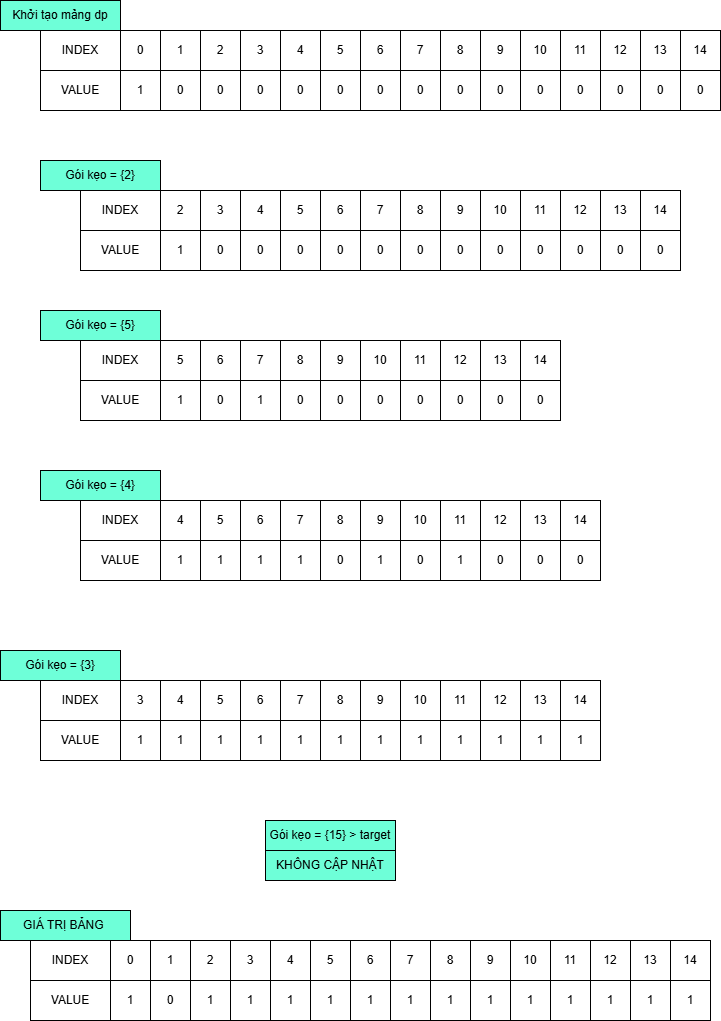 Khởi tạo mảng dp
INDEX 0 1 2 3 4 5 6 7 8 9 10 11 12 13 14
VALUE 1 0 0 0 0 0 0 0 0 0 0 0 0 0 0
Gói kẹo = {2}
INDEX 2 3 4 5 6 7 8 9 10 11 12 13 14
VALUE 1 0 0 0 0 0 0 0 0 0 0 0 0
Gói kẹo = {5}
INDEX 5 6 7 8 9 10 11 12 13 14
VALUE 1 0 1 0 0 0 0 0 0 0
Gói kẹo = {4}
INDEX 4 5 6 7 8 9 10 11 12 13 14
VALUE 1 1 1 1 0 1 0 1 0 0 0
Gói kẹo = {3}
INDEX 3 4 5 6 7 8 9 10 11 12 13 14
VALUE 1 1 1 1 1 1 1 1 1 1 1 1
Gói kẹo = {15} > target
KHÔNG CẬP NHẬT
GIÁ TRỊ BẢNG
INDEX 0 1 2 3 4 5 6 7 8 9 10 11 12 13 14
VALUE 1 0 1 1 1 1 1 1 1 1 1 1 1 1 1